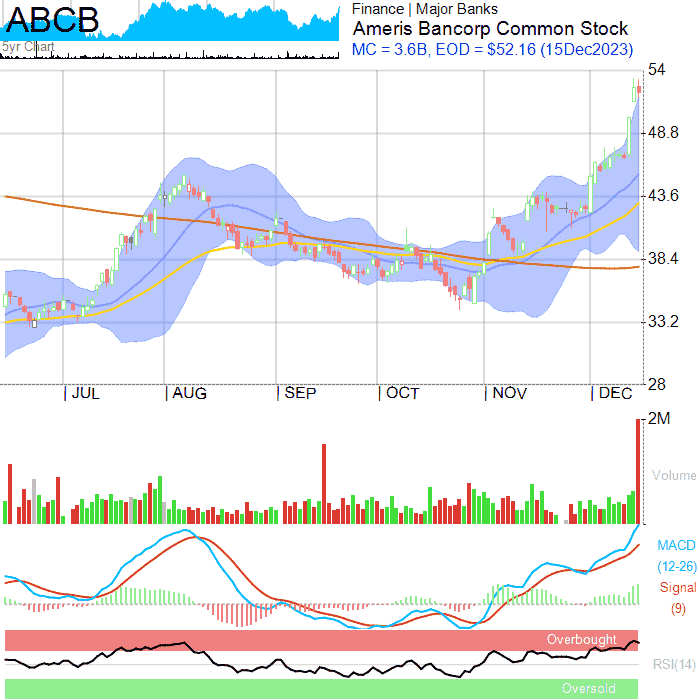 ABCB
5yr Chart
Finance | Major Banks
Ameris Bancorp Common Stock
MC = 3.6B, EOD = $52.16 (15Dec2023)
54
48.8
43.6
38.4
33.2
28
JUL AUG SEP OCT NOV DEC
2M
Volume
MACD
(12-26)
Signal
(9)
Overbought
RSI(14)
Oversold